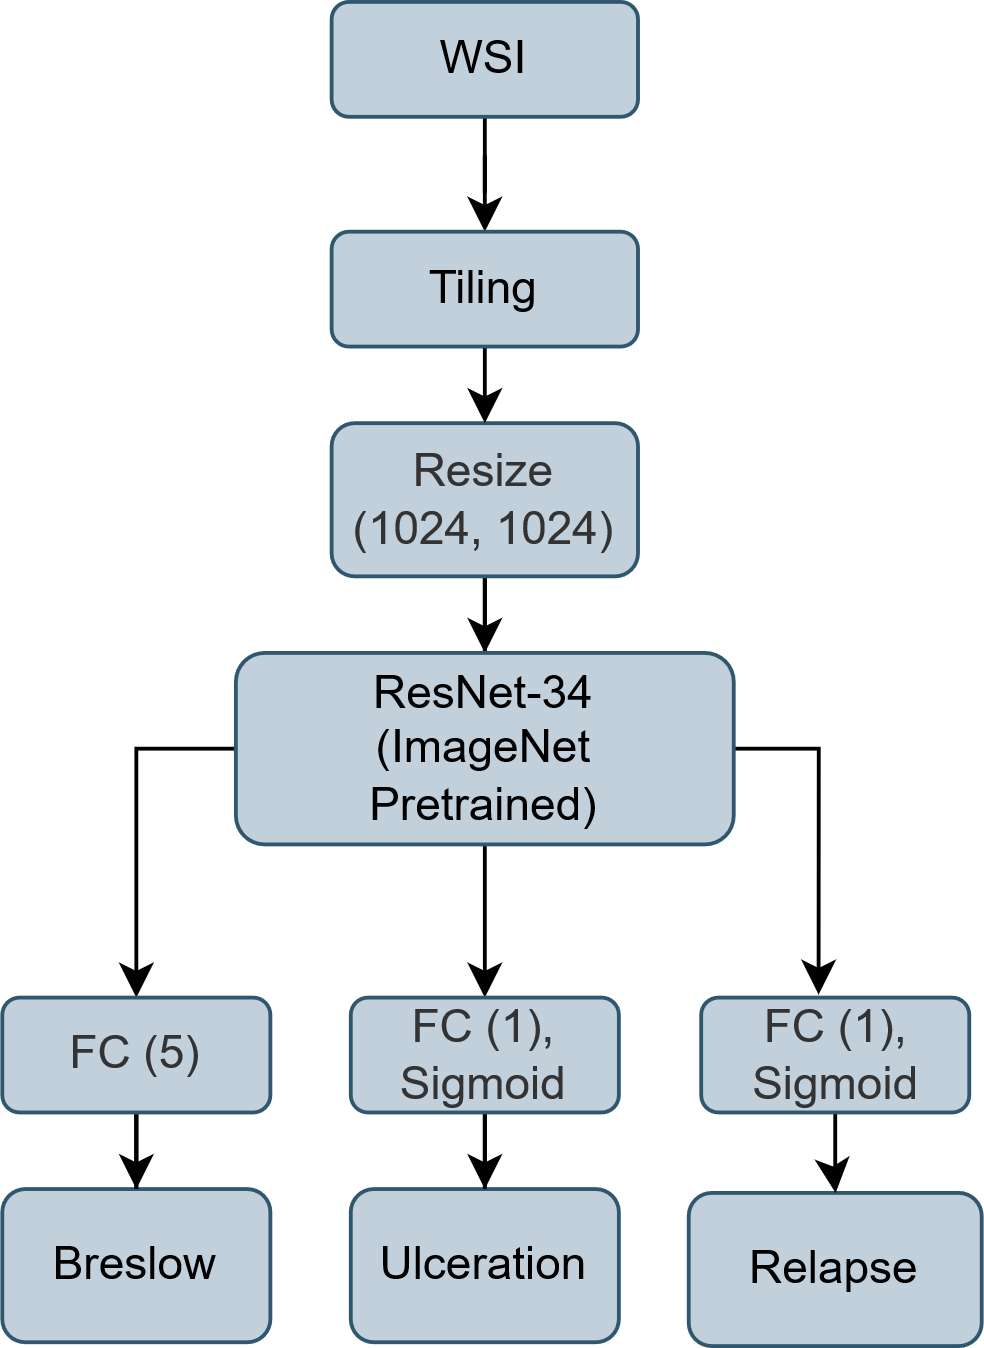 WSI
Tiling
Resize
(1024, 1024)
ResNet-34
(ImageNet
Pretrained)
FC (5)
FC (1),
Sigmoid
FC (1),
Sigmoid
Breslow
Ulceration
Relapse